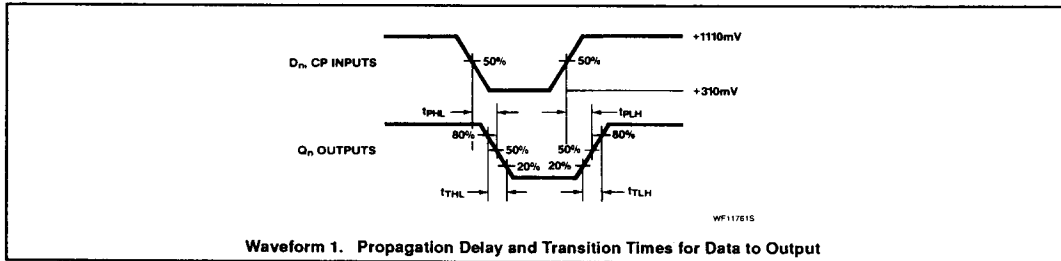 +1110mV
Dn, CP INPUTS
50%
50%
+310mV
tPHL
tPLH
80%
80%
Qn OUTPUTS
50%
50%
20%
20%
tTHL
tTLH
WF11761S
Waveform 1. Propagation Delay and Transition Times for Data to Output